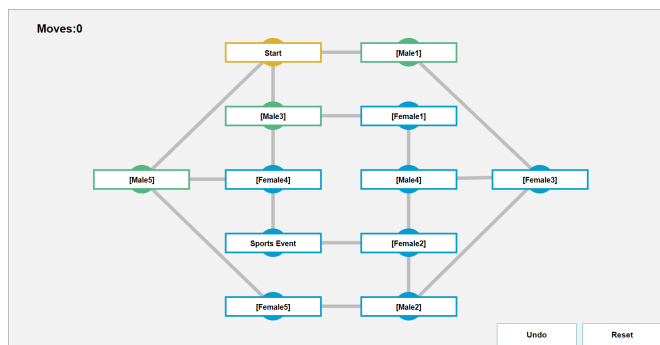 Moves:0
Start
[Male1]
[Male3]
[Female1]
[Male5]
[Female4]
[Male4]
[Female3]
Sports Event
[Female2]
[Female5]
[Male2]
Undo
Reset